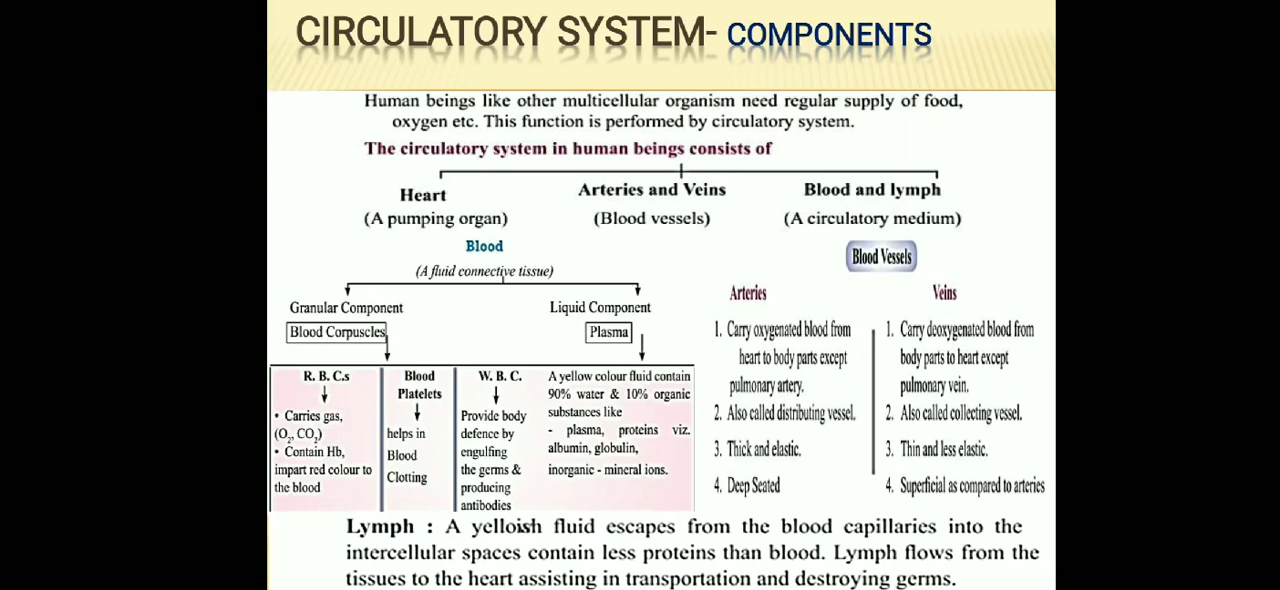 CIRCULATORY SYSTEM- COMPONENTS
Human beings like other multicellular organism need regular supply of food,
oxygen etc. This function is performed by circulatory system.
The circulatory system in human beings consists of
Heart
(A pumping organ)
Arteries and Veins
(Blood vessels)
Blood and lymph
(A circulatory medium)
Blood
(A fluid connective tissue)
Granular Component
Blood Corpuscles
Liquid Component
Plasma
R. B. C.s
• Carries gas,
(O₂, CO₂)
• Contain Hb,
impart red colour to
the blood
Blood
Platelets
helps in
Blood
Clotting
W. B. C.
Provide body
defence by
engulfing
the germs &
producing
antibodies
A yellow colour fluid contain
90% water & 10% organic
substances like
- plasma, proteins viz.
albumin, globulin,
inorganic - mineral ions.
Blood Vessels
Arteries
1. Carry oxygenated blood from
heart to body parts except
pulmonary artery.
2. Also called distributing vessel.
3. Thick and elastic.
4. Deep Seated
Veins
1. Carry deoxygenated blood from
body parts to heart except
pulmonary vein.
2. Also called collecting vessel.
3. Thin and less elastic.
4. Superficial as compared to arteries
Lymph : A yelloish fluid escapes from the blood capillaries into the
intercellular spaces contain less proteins than blood. Lymph flows from the
tissues to the heart assisting in transportation and destroying germs.